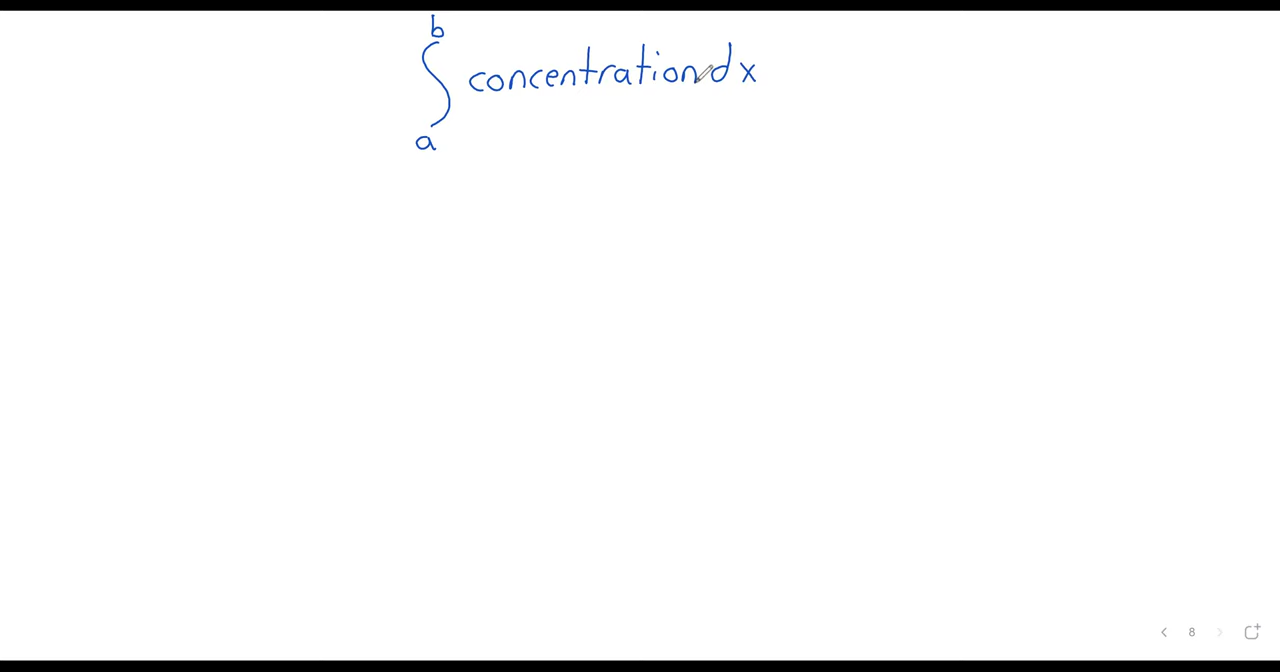 b
∫ concentration dx
a
8